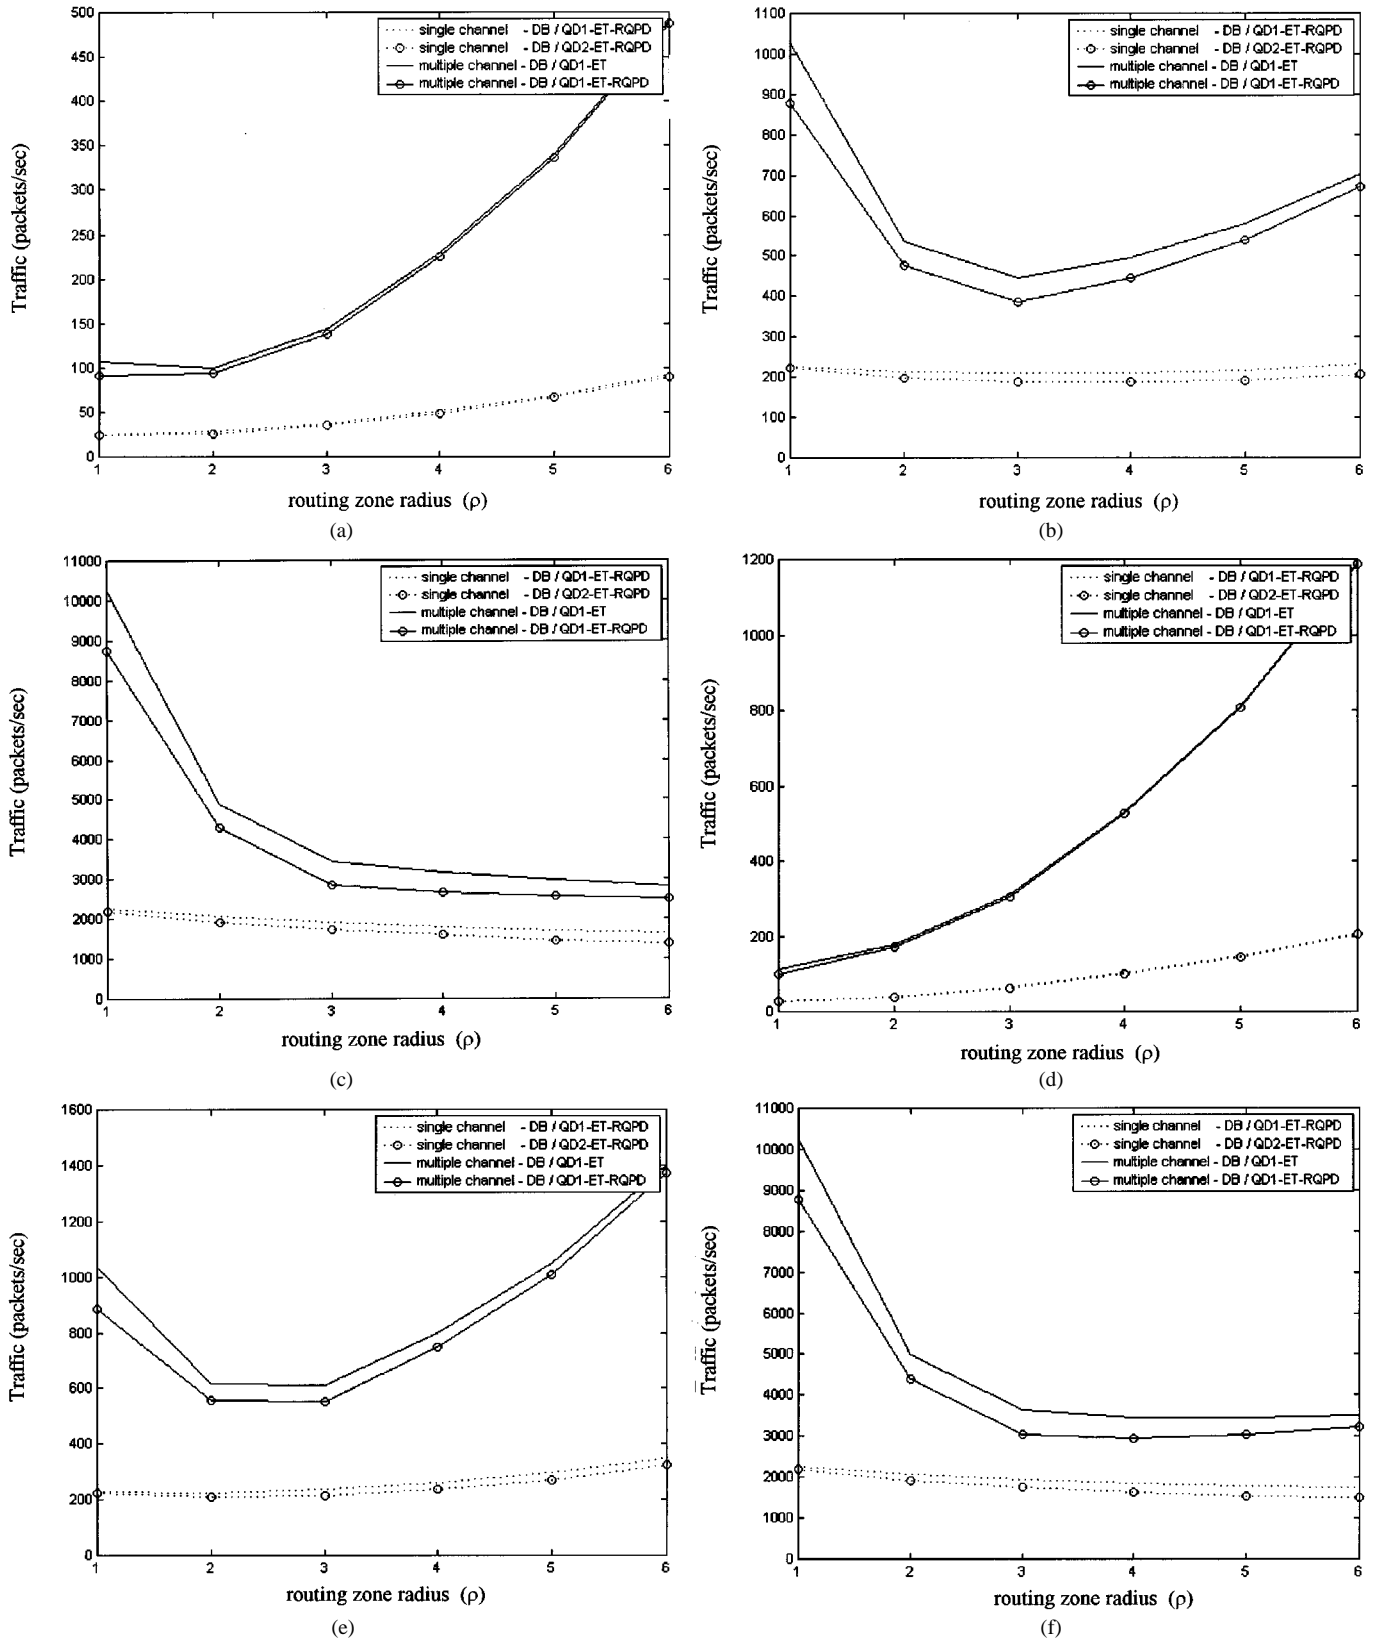 500
450
400
350
300
250
200
150
100
50
0
Traffic (packets/sec)
single channel - DB / QD1-ET-RQPD
single channel - DB / QD2-ET-RQPD
multiple channel - DB / QD1-ET
multiple channel - DB / QD1-ET-RQPD
1 2 3 4 5 6
routing zone radius (ρ)
(a)
1100
1000
900
800
700
600
500
400
300
200
100
0
Traffic (packets/sec)
single channel - DB / QD1-ET-RQPD
single channel - DB / QD2-ET-RQPD
multiple channel - DB / QD1-ET
multiple channel - DB / QD1-ET-RQPD
1 2 3 4 5 6
routing zone radius (ρ)
(b)
11000
10000
9000
8000
7000
6000
5000
4000
3000
2000
1000
0
Traffic (packets/sec)
single channel - DB / QD1-ET-RQPD
single channel - DB / QD2-ET-RQPD
multiple channel - DB / QD1-ET
multiple channel - DB / QD1-ET-RQPD
1 2 3 4 5 6
routing zone radius (ρ)
(c)
1200
1000
800
600
400
200
0
Traffic (packets/sec)
single channel - DB / QD1-ET-RQPD
single channel - DB / QD2-ET-RQPD
multiple channel - DB / QD1-ET
multiple channel - DB / QD1-ET-RQPD
1 2 3 4 5 6
routing zone radius (ρ)
(d)
1600
1400
1200
1000
800
600
400
200
0
Traffic (packets/sec)
single channel - DB / QD1-ET-RQPD
single channel - DB / QD2-ET-RQPD
multiple channel - DB / QD1-ET
multiple channel - DB / QD1-ET-RQPD
1 2 3 4 5 6
routing zone radius (ρ)
(e)
11000
10000
9000
8000
7000
6000
5000
4000
3000
2000
1000
0
Traffic (packets/sec)
single channel - DB / QD1-ET-RQPD
single channel - DB / QD2-ET-RQPD
multiple channel - DB / QD1-ET
multiple channel - DB / QD1-ET-RQPD
1 2 3 4 5 6
routing zone radius (ρ)
(f)